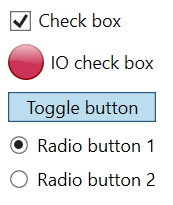 Check box
IO check box
Toggle button
Radio button 1
Radio button 2